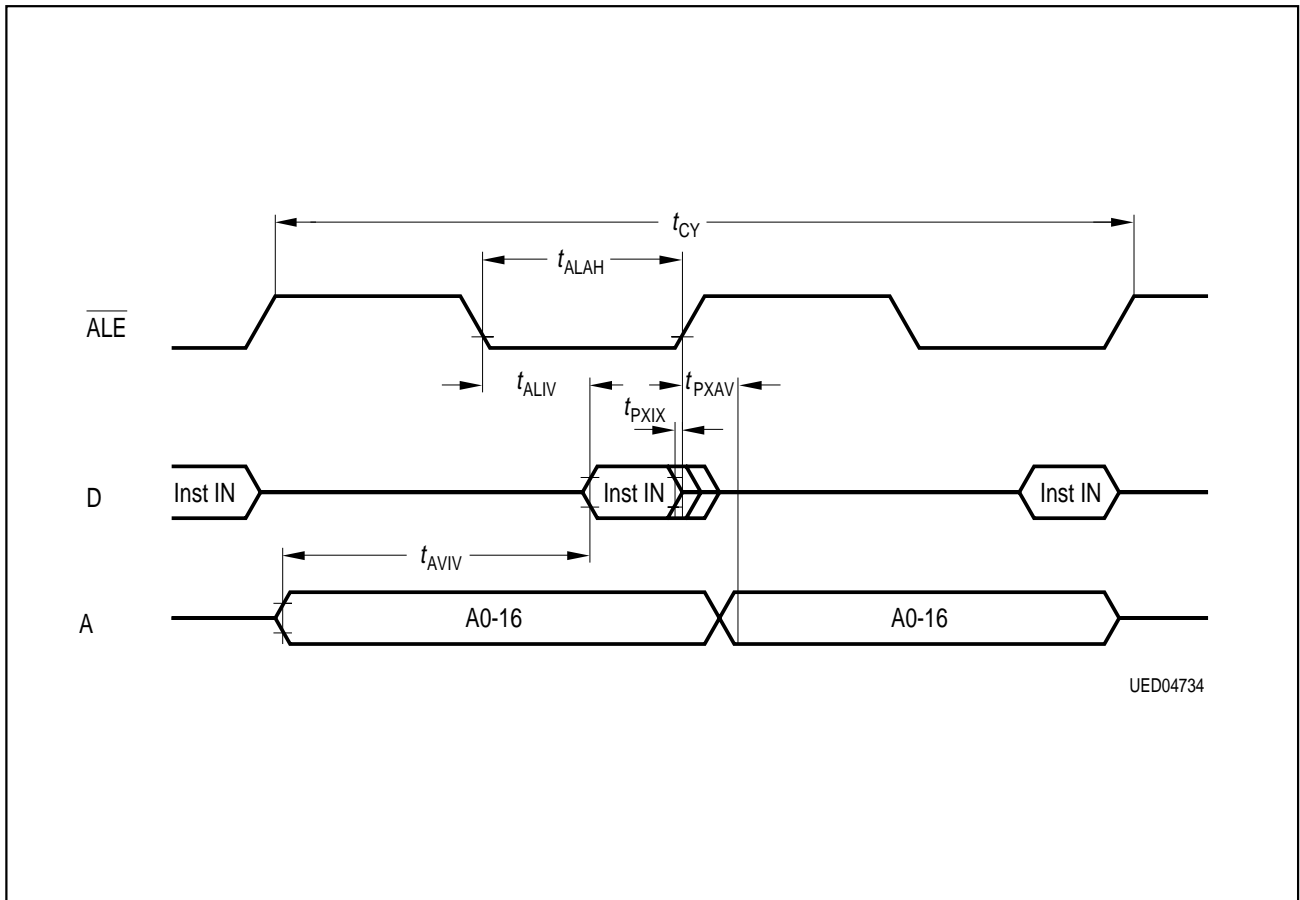 tCY
tALAH
ALE
tALIV
tPXAV
tPXIX
D
Inst IN
Inst IN
Inst IN
tAVIV
A
A0-16
A0-16
UED04734